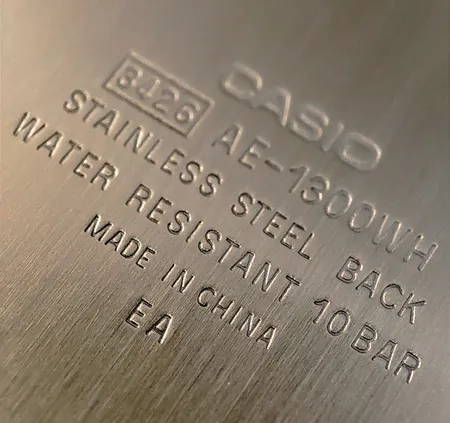 CASIO
3426 AE-1300WH
STAINLESS STEEL BACK
WATER RESISTANT 10BAR
MADE IN CHINA
EA